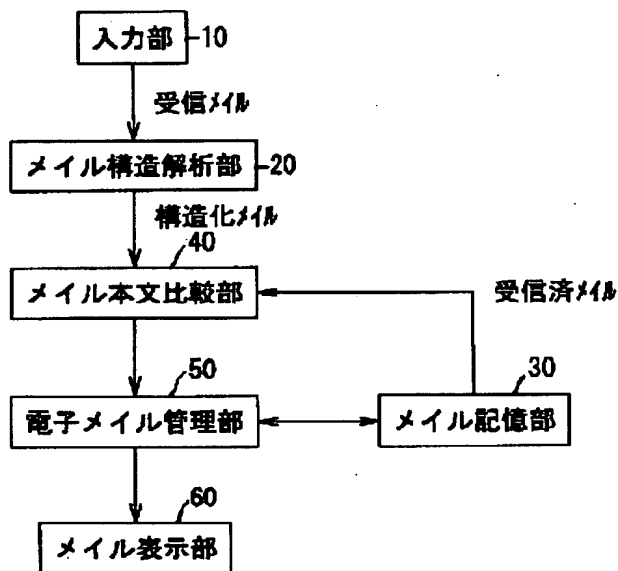 入力部 10
受信メイル
メイル構造解析部 20
構造化メイル
40
メイル本文比較部
受信済メイル
50
30
電子メイル管理部
メイル記憶部
60
メイル表示部